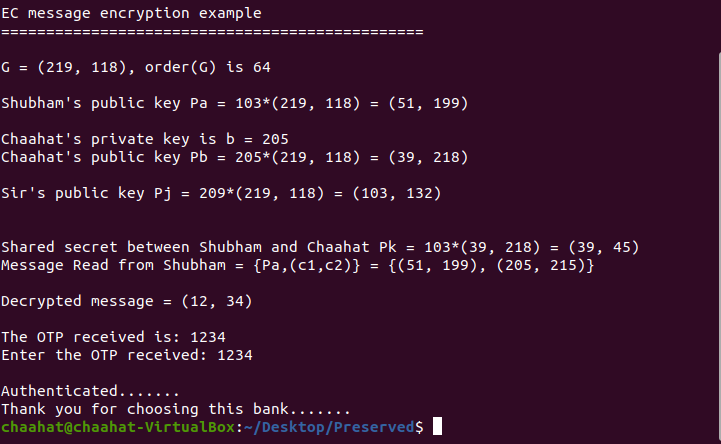 EC message encryption example
===============================================
G = (219, 118), order(G) is 64
Shubham's public key Pa = 103*(219, 118) = (51, 199)
Chaahat's private key is b = 205
Chaahat's public key Pb = 205*(219, 118) = (39, 218)
Sir's public key Pj = 209*(219, 118) = (103, 132)
Shared secret between Shubham and Chaahat Pk = 103*(39, 218) = (39, 45)
Message Read from Shubham = {Pa,(c1,c2)} = {(51, 199), (205, 215)}
Decrypted message = (12, 34)
The OTP received is: 1234
Enter the OTP received: 1234
Authenticated.......
Thank you for choosing this bank.......
chaahat@chaahat-VirtualBox:~/Desktop/Preserved$